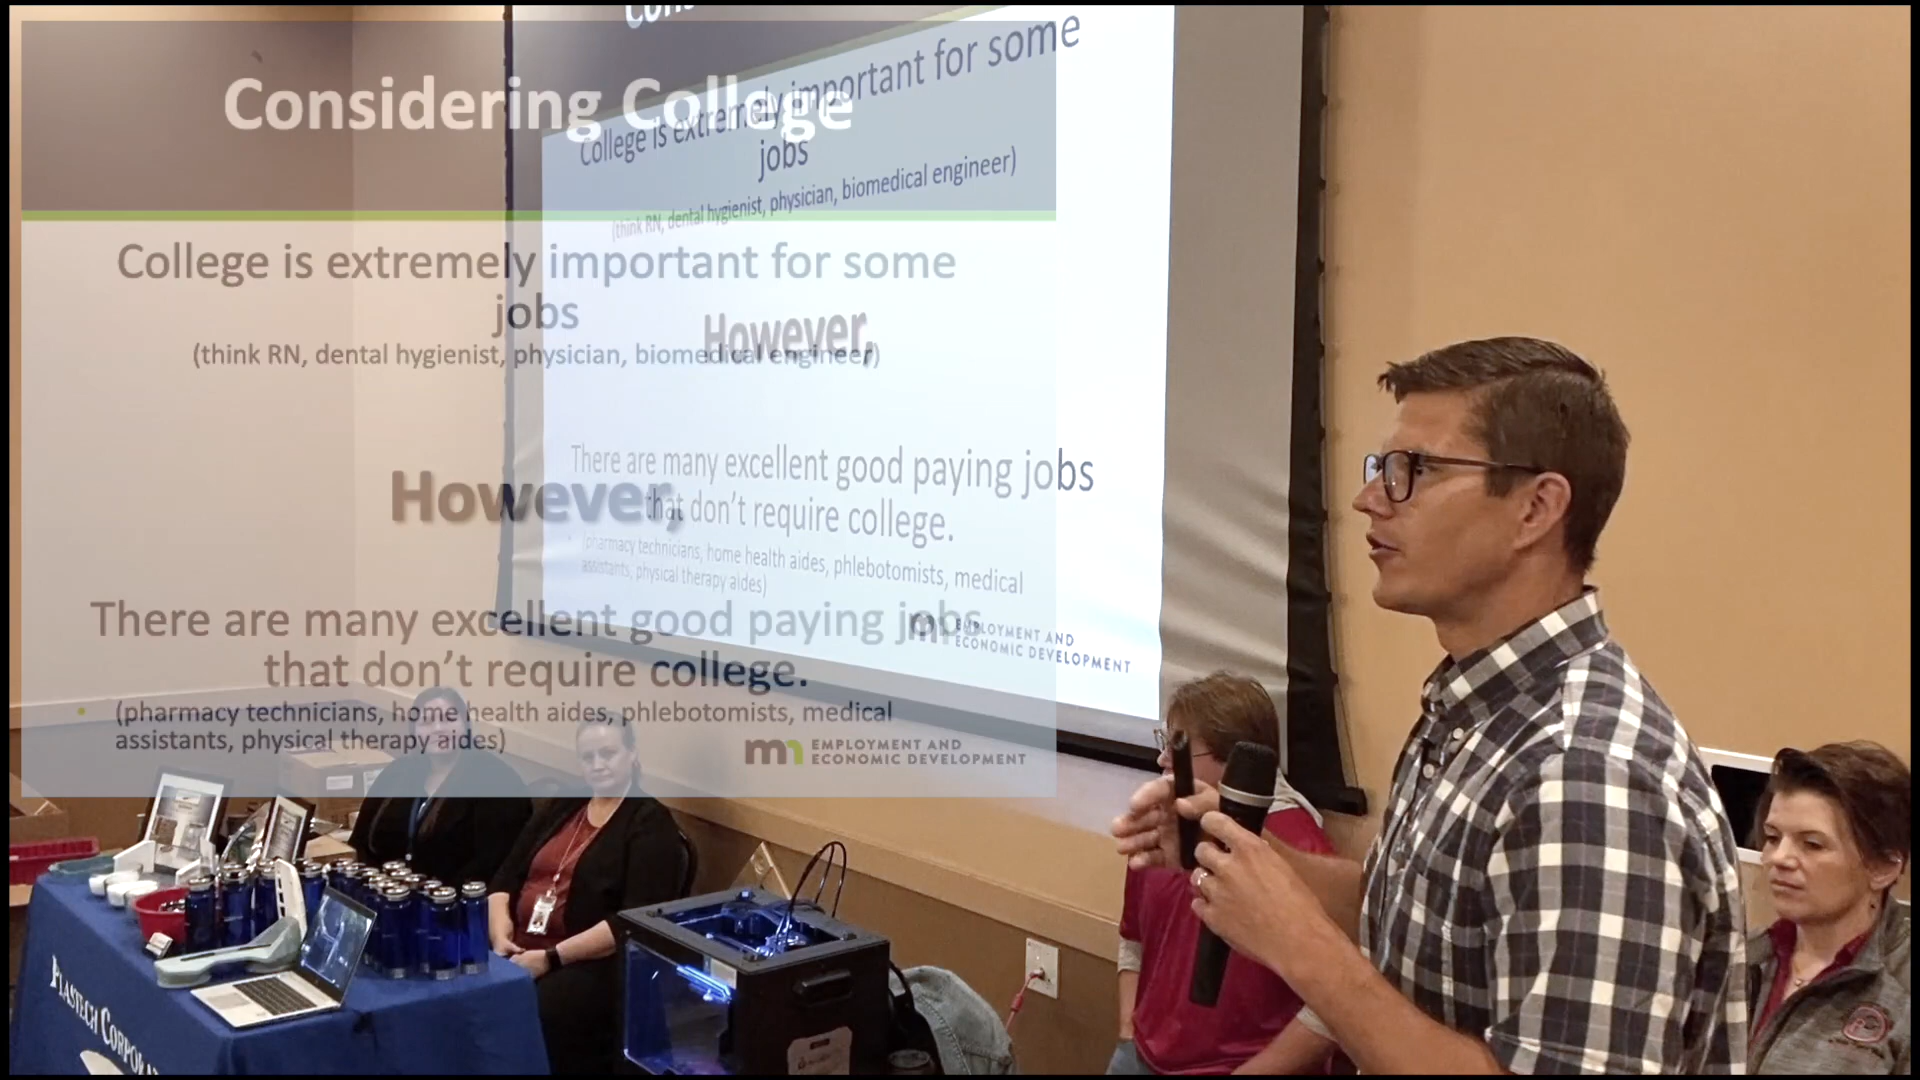 Considering College
College is extremely important for some
jobs
(think RN, dental hygienist, physician, biomedical engineer)
However,
There are many excellent good paying jobs
that don't require college.
• (pharmacy technicians, home health aides, phlebotomists, medical
assistants, physical therapy aides)
mn EMPLOYMENT AND
ECONOMIC DEVELOPMENT
College is extremely important for some
jobs
(think RN, dental hygienist, physician, biomedical engineer)
However,
There are many excellent good paying jobs
that don't require college.
(pharmacy technicians, home health aides, phlebotomists, medical
assistants, physical therapy aides)
EMPLOYMENT AND
ECONOMIC DEVELOPMENT
PLASTECH